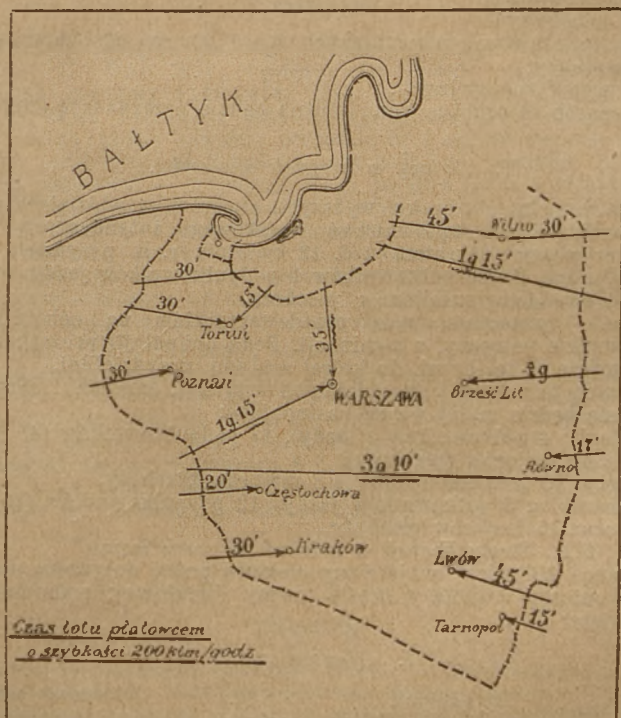 BAŁTYK
45'
Wilno 30'
1g 15'
30'
15'
30'
Toruń
35'
30'
Poznań
WARSZAWA
Brześć Lit
1g. 15'
17'
Równo
3g 10'
20'
Częstochowa
30'
Kraków
Lwów
45'
Tarnopol
15'
Czas lotu płatowcem
o szybkości 200 klm/godz